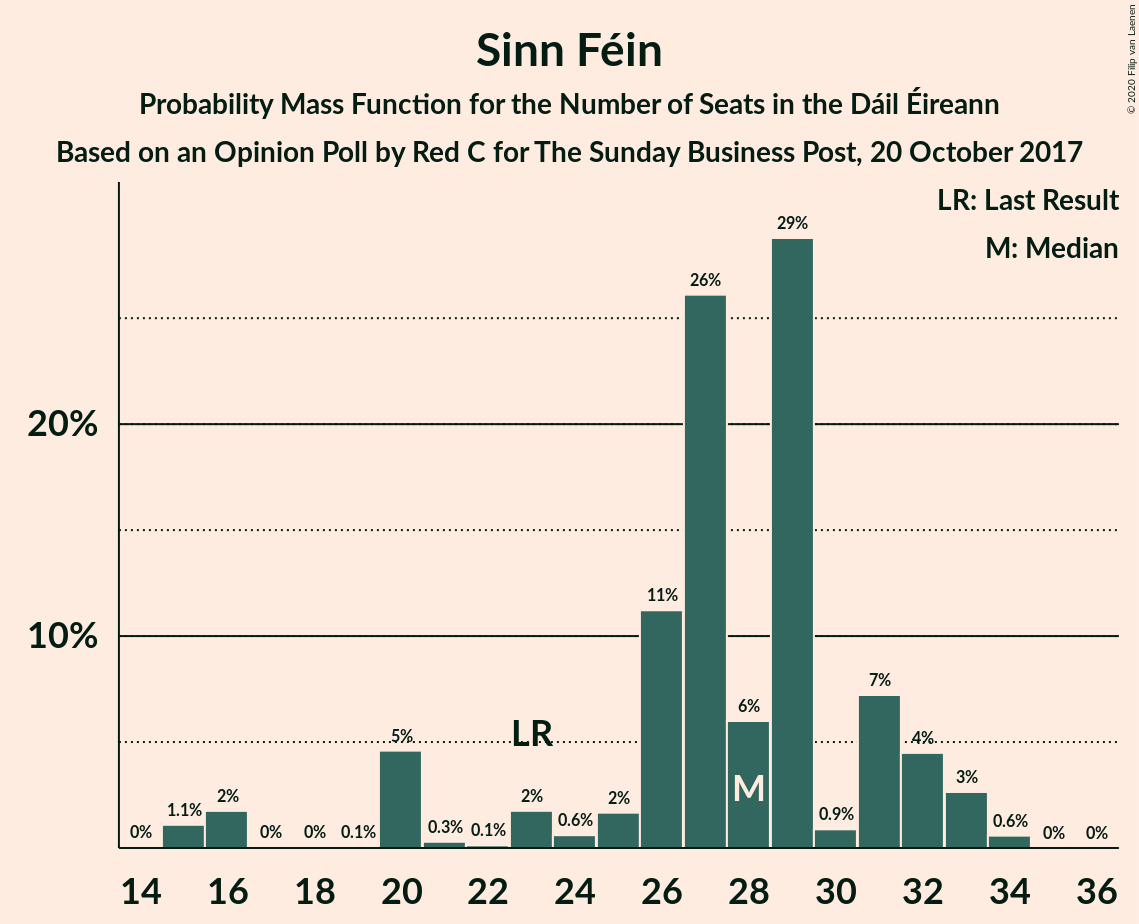 Sinn Féin
Probability Mass Function for the Number of Seats in the Dáil Éireann
Based on an Opinion Poll by Red C for The Sunday Business Post, 20 October 2017
© 2020 Filip van Laenen
LR: Last Result
M: Median
20%
10%
0% 1.1% 2% 0% 0% 0.1% 5% 0.3% 0.1% 2% 0.6% 2% 11% 26% 6% 29% 0.9% 7% 4% 3% 0.6% 0% 0%
LR
M
14 16 18 20 22 24 26 28 30 32 34 36